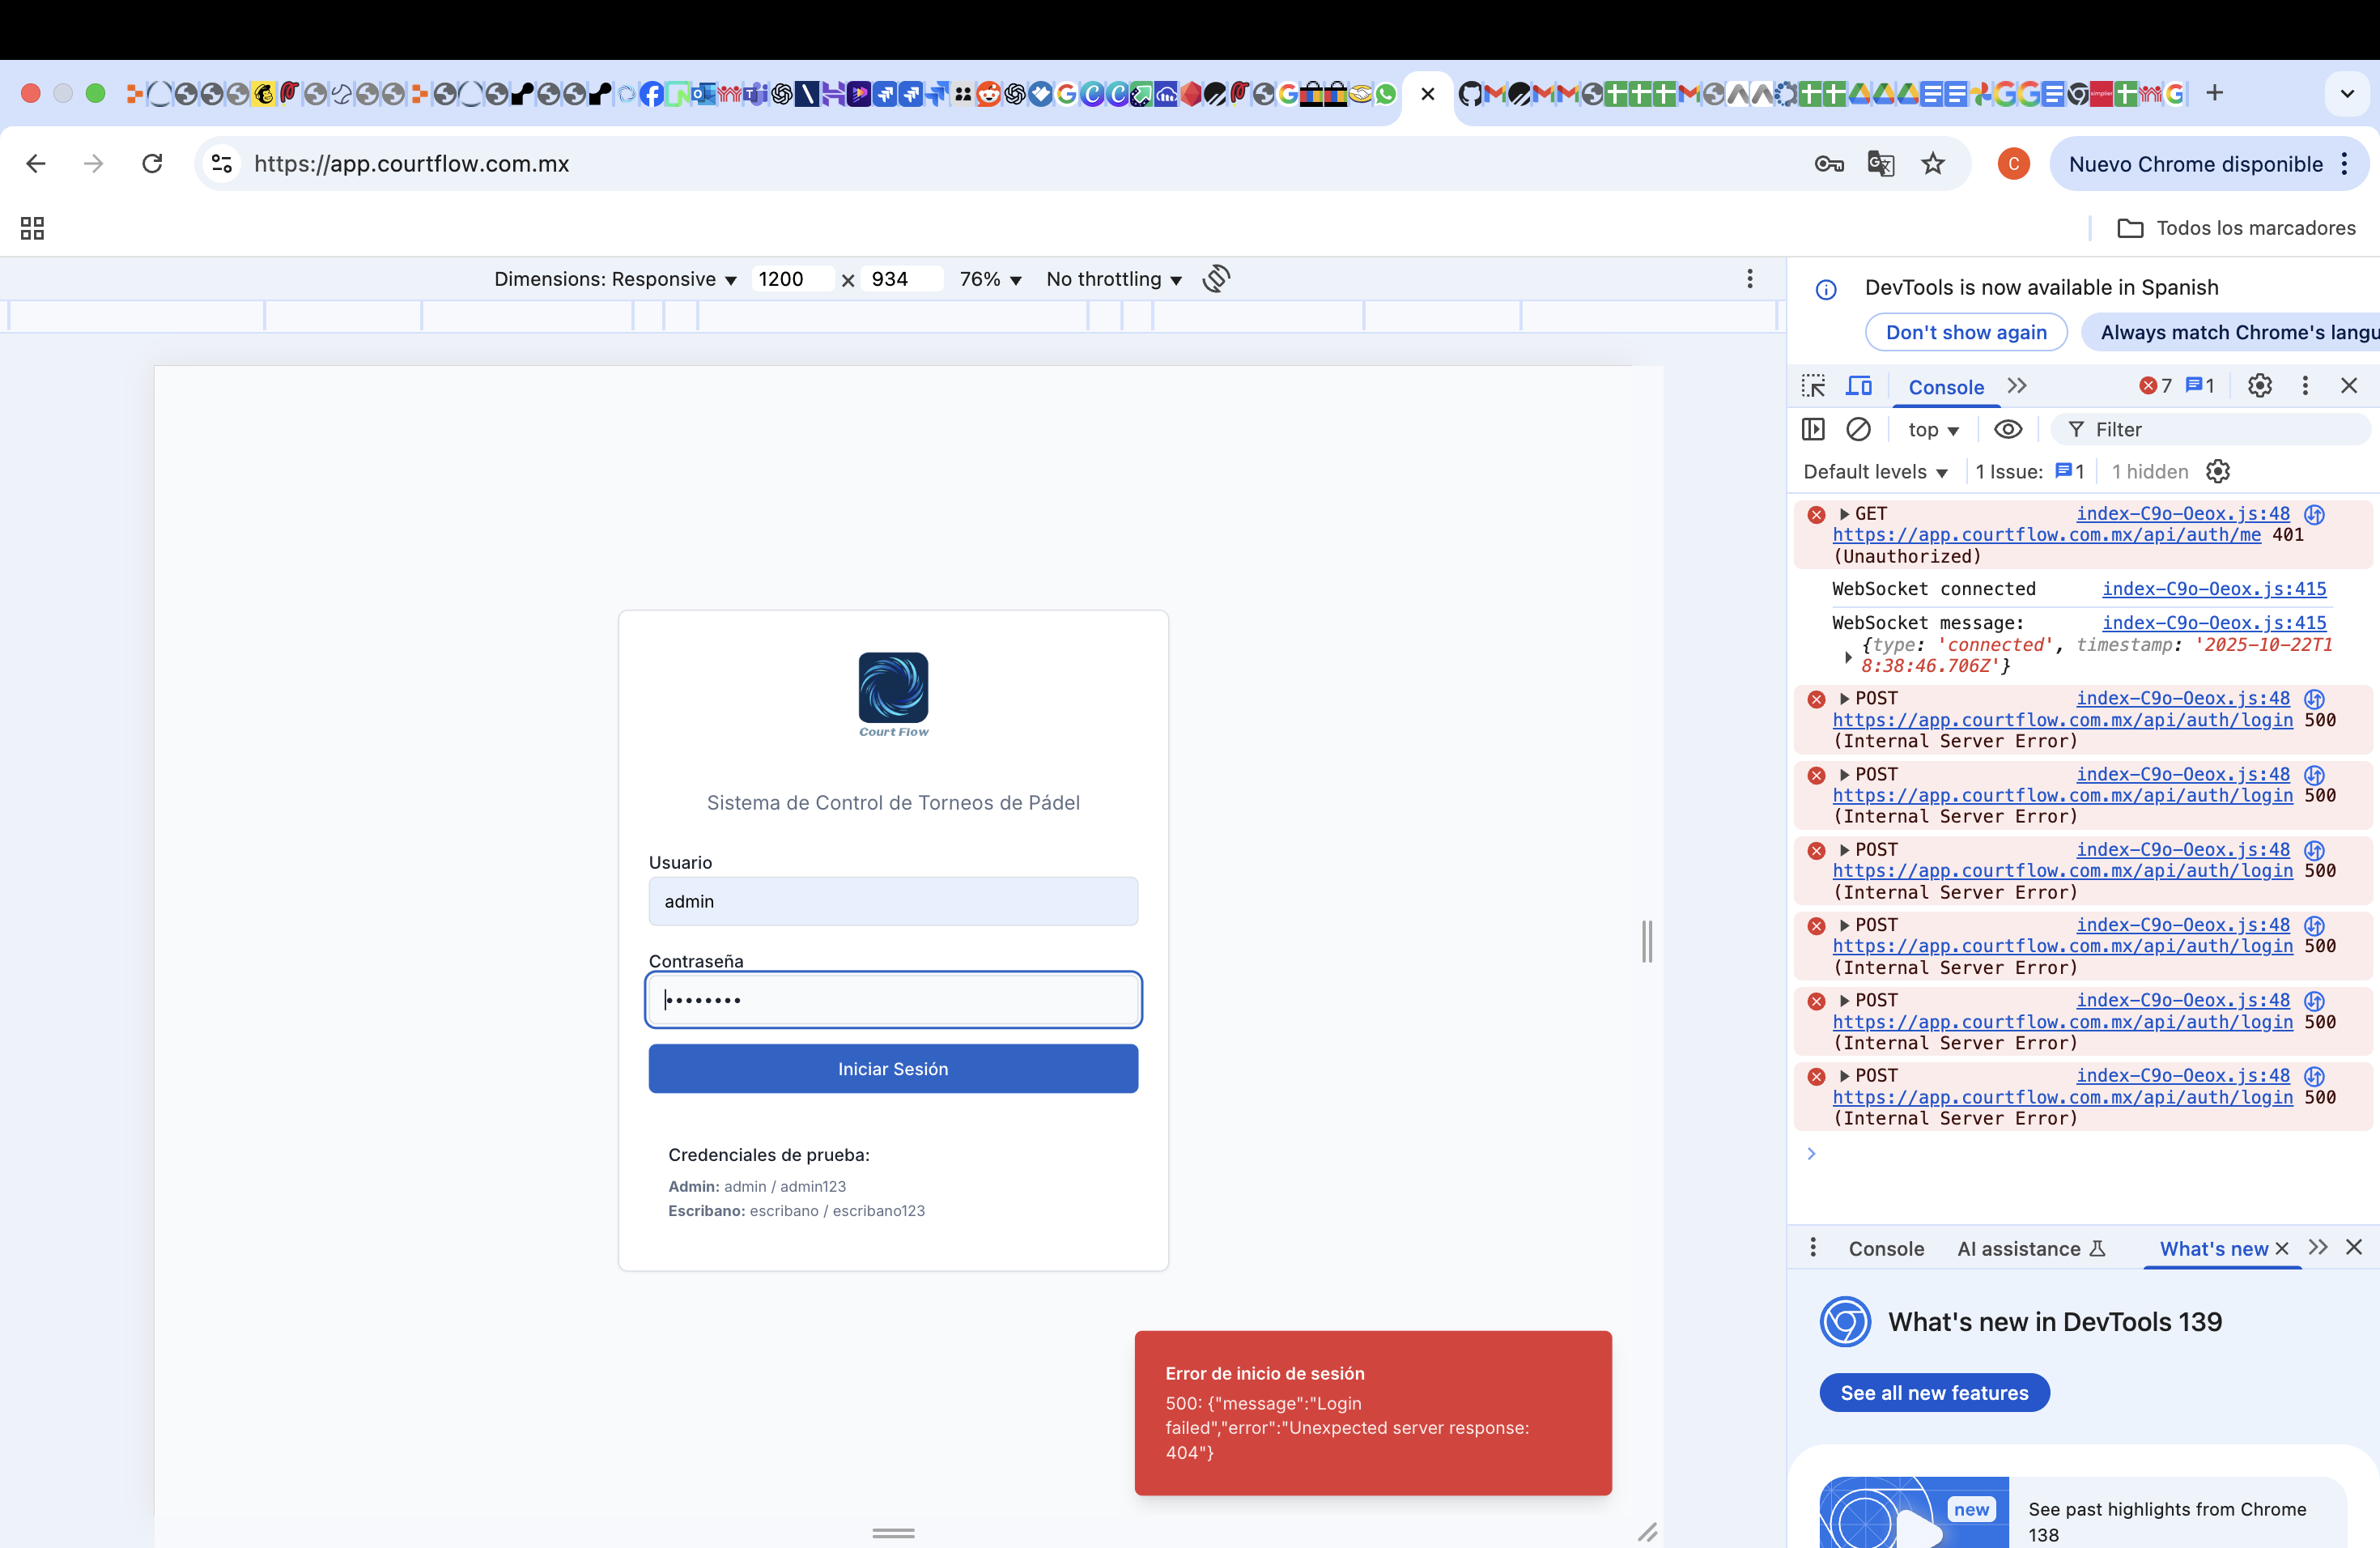 https://app.courtflow.com.mx
C
Nuevo Chrome disponible
Todos los marcadores
Dimensions: Responsive 1200 × 934 76% No throttling
DevTools is now available in Spanish
Don't show again
Always match Chrome's langu
Console 7 1
top Filter
Default levels 1 Issue: 1 1 hidden
GET index-C9o-Oeox.js:48
https://app.courtflow.com.mx/api/auth/me 401
(Unauthorized)
WebSocket connected index-C9o-Oeox.js:415
WebSocket message: index-C9o-Oeox.js:415
{type: 'connected', timestamp: '2025-10-22T1
8:38:46.706Z'}
POST index-C9o-Oeox.js:48
https://app.courtflow.com.mx/api/auth/login 500
(Internal Server Error)
POST index-C9o-Oeox.js:48
https://app.courtflow.com.mx/api/auth/login 500
(Internal Server Error)
POST index-C9o-Oeox.js:48
https://app.courtflow.com.mx/api/auth/login 500
(Internal Server Error)
POST index-C9o-Oeox.js:48
https://app.courtflow.com.mx/api/auth/login 500
(Internal Server Error)
POST index-C9o-Oeox.js:48
https://app.courtflow.com.mx/api/auth/login 500
(Internal Server Error)
POST index-C9o-Oeox.js:48
https://app.courtflow.com.mx/api/auth/login 500
(Internal Server Error)
Court Flow
Sistema de Control de Torneos de Pádel
Usuario
admin
Contraseña
••••••••
Iniciar Sesión
Credenciales de prueba:
Admin: admin / admin123
Escribano: escribano / escribano123
Error de inicio de sesión
500: {"message":"Login
failed","error":"Unexpected server response:
404"}
Console AI assistance What's new
What's new in DevTools 139
See all new features
new
See past highlights from Chrome
138